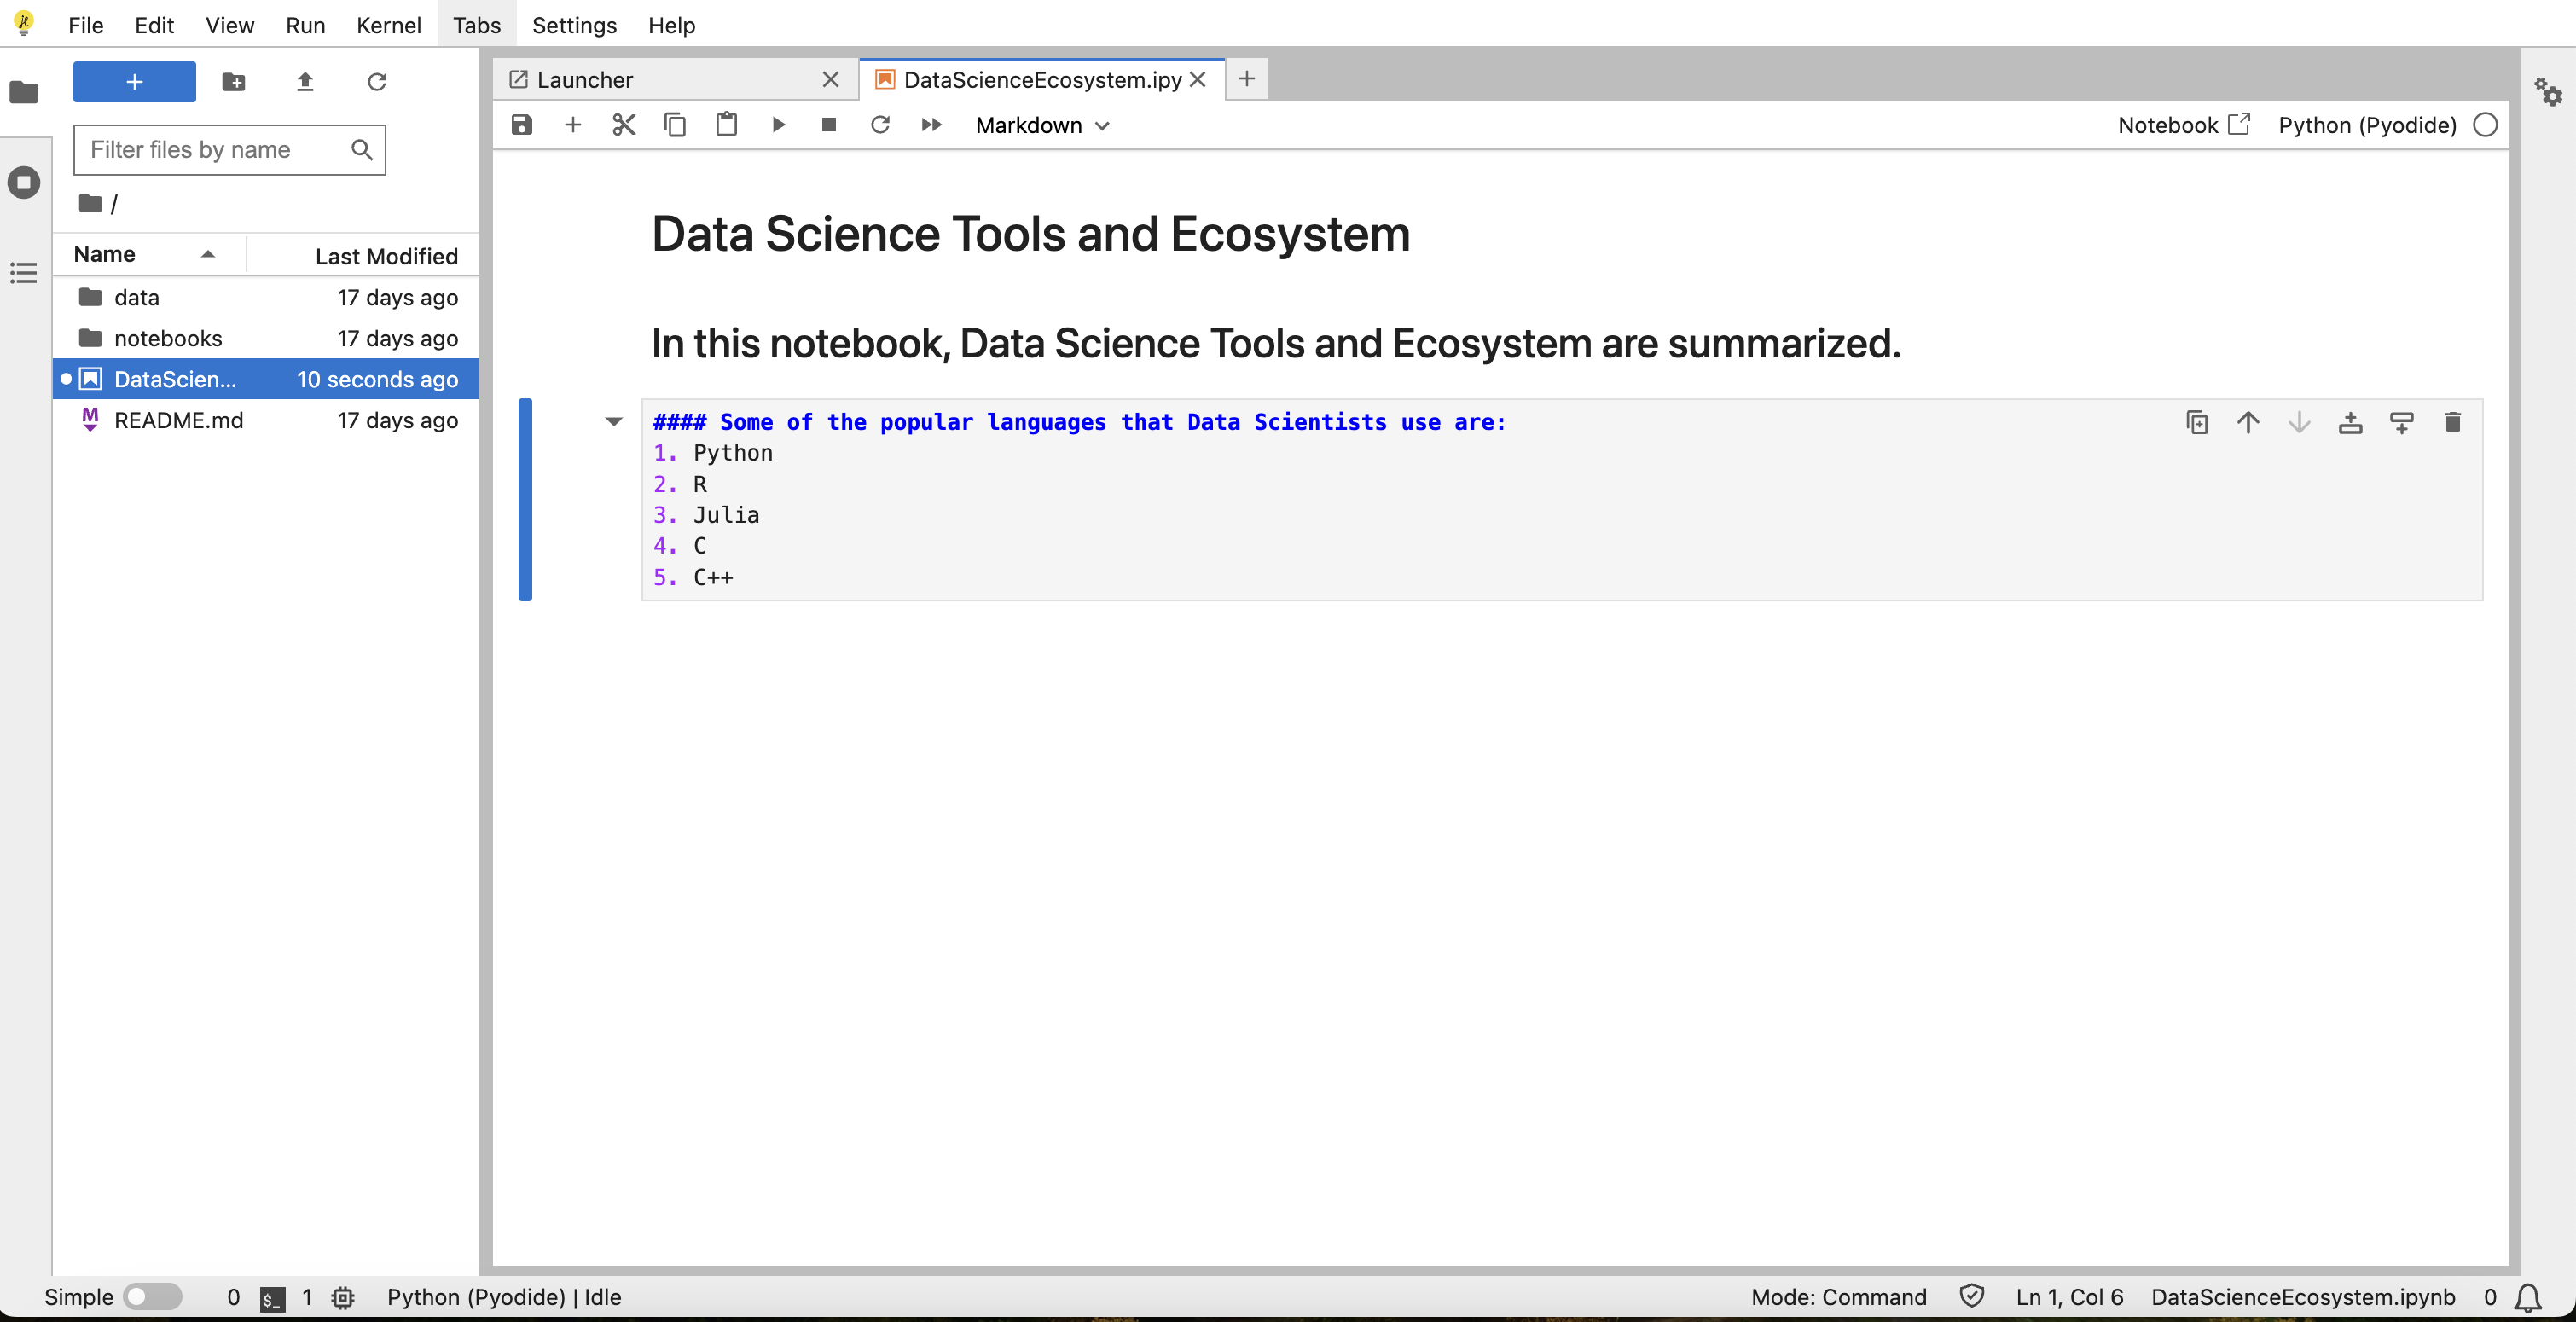 File Edit View Run Kernel Tabs Settings Help
+
Filter files by name
/
Name Last Modified
data 17 days ago
notebooks 17 days ago
DataScien... 10 seconds ago
README.md 17 days ago
Launcher DataScienceEcosystem.ipy
Markdown Notebook Python (Pyodide)
Data Science Tools and Ecosystem
In this notebook, Data Science Tools and Ecosystem are summarized.
#### Some of the popular languages that Data Scientists use are:
1. Python
2. R
3. Julia
4. C
5. C++
Simple 0 $_ 1 Python (Pyodide) | Idle Mode: Command Ln 1, Col 6 DataScienceEcosystem.ipynb 0